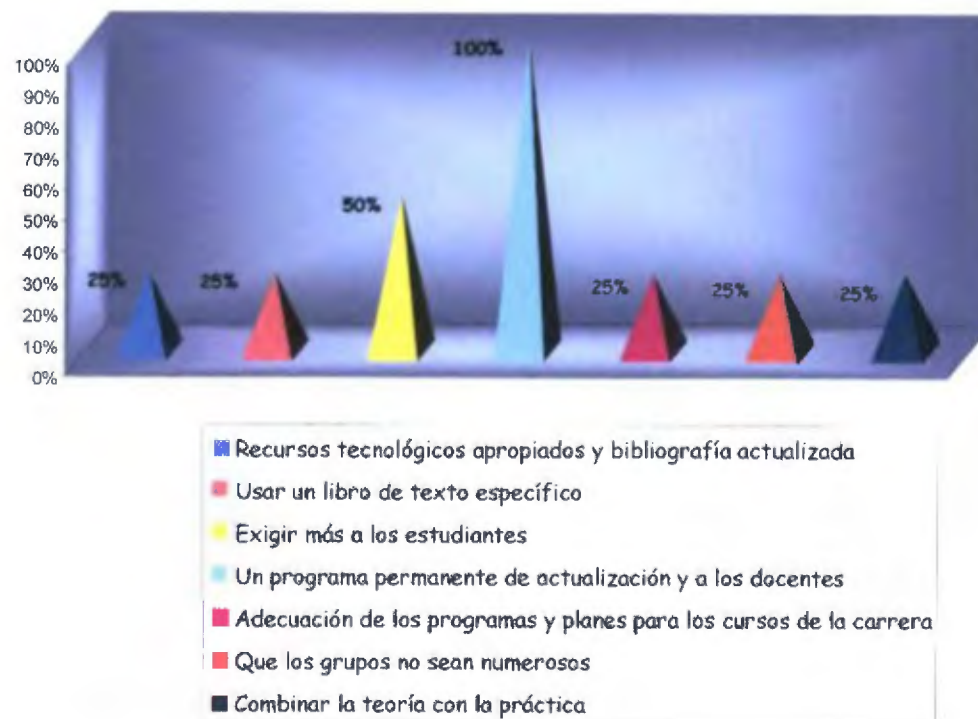 100%
100%
90%
80%
70%
60%
50%
50%
40%
30%
25%
25%
25%
25%
25%
20%
10%
0%
Recursos tecnológicos apropiados y bibliografía actualizada
Usar un libro de texto específico
Exigir más a los estudiantes
Un programa permanente de actualización y a los docentes
Adecuación de los programas y planes para los cursos de la carrera
Que los grupos no sean numerosos
Combinar la teoría con la práctica